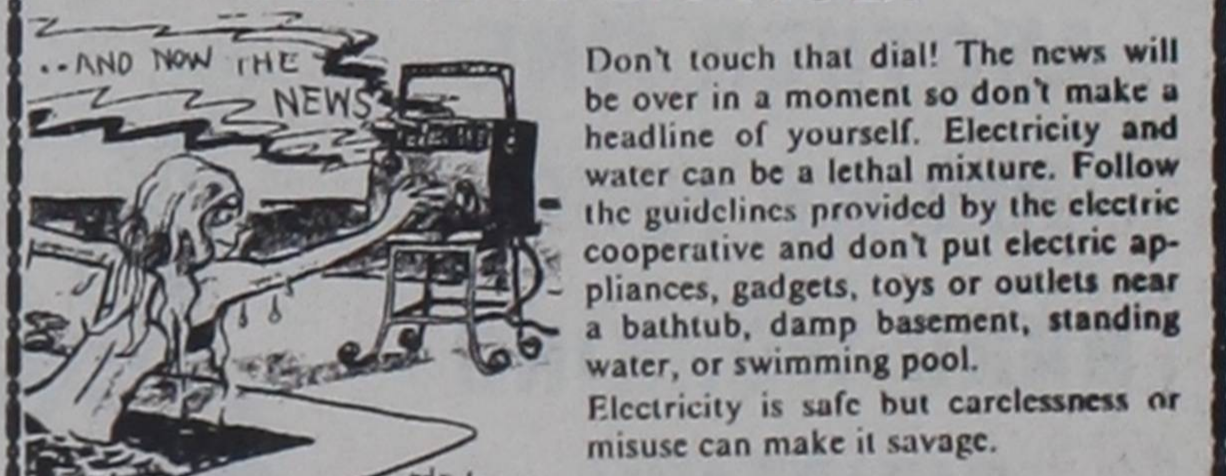 ..AND NOW THE
NEWS
Don't touch that dial! The news will
be over in a moment so don't make a
headline of yourself. Electricity and
water can be a lethal mixture. Follow
the guidelines provided by the electric
cooperative and don't put electric ap-
pliances, gadgets, toys or outlets near
a bathtub, damp basement, standing
water, or swimming pool.
Electricity is safe but carelessness or
misuse can make it savage.